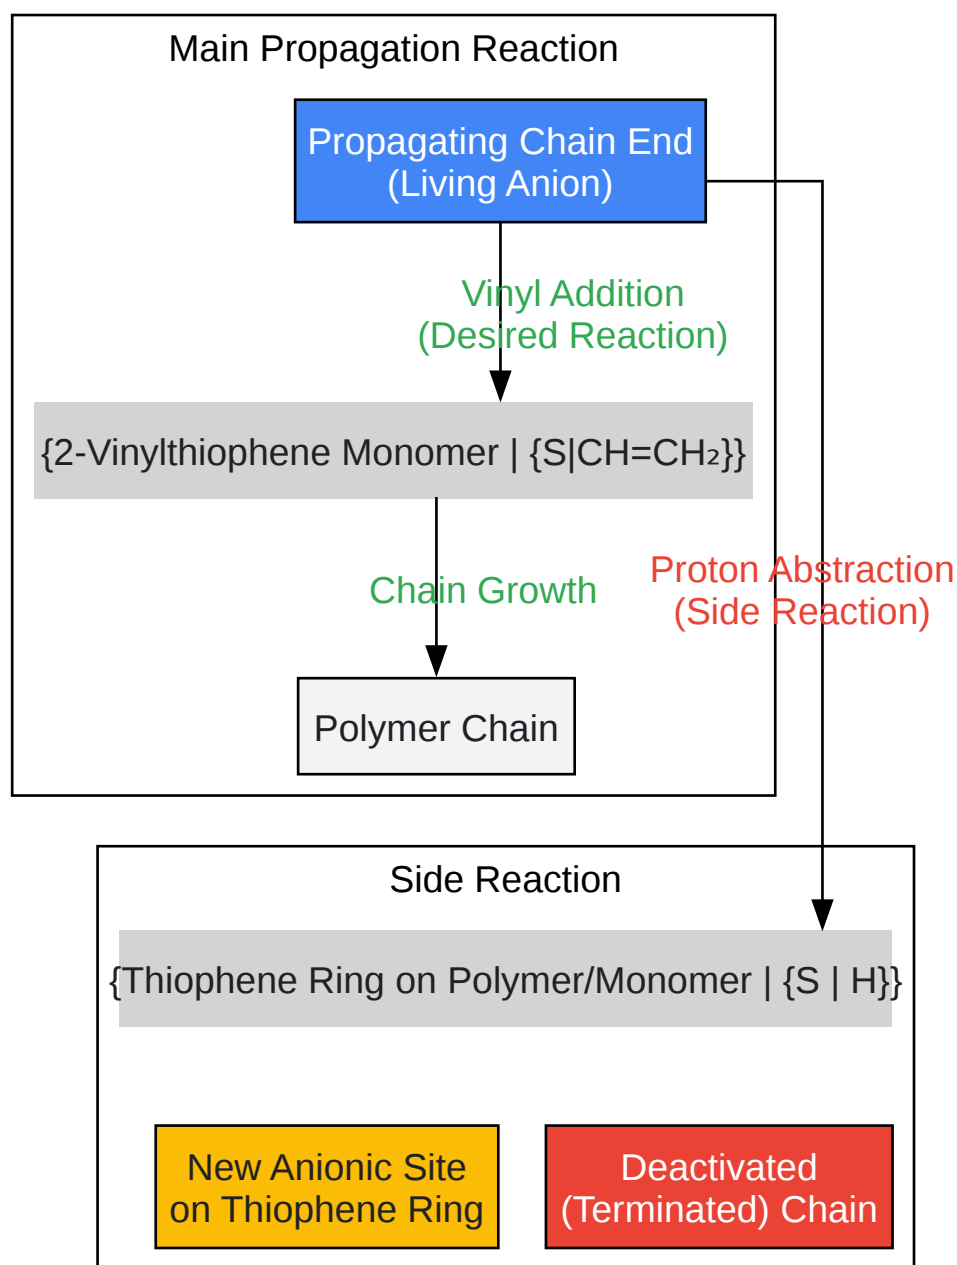 Main Propagation Reaction
Propagating Chain End
(Living Anion)
Vinyl Addition
(Desired Reaction)
{2-Vinylthiophene Monomer | {S|CH=CH₂}}
Chain Growth
Proton Abstraction
(Side Reaction)
Polymer Chain
Side Reaction
{Thiophene Ring on Polymer/Monomer | {S | H}}
New Anionic Site
on Thiophene Ring
Deactivated
(Terminated) Chain